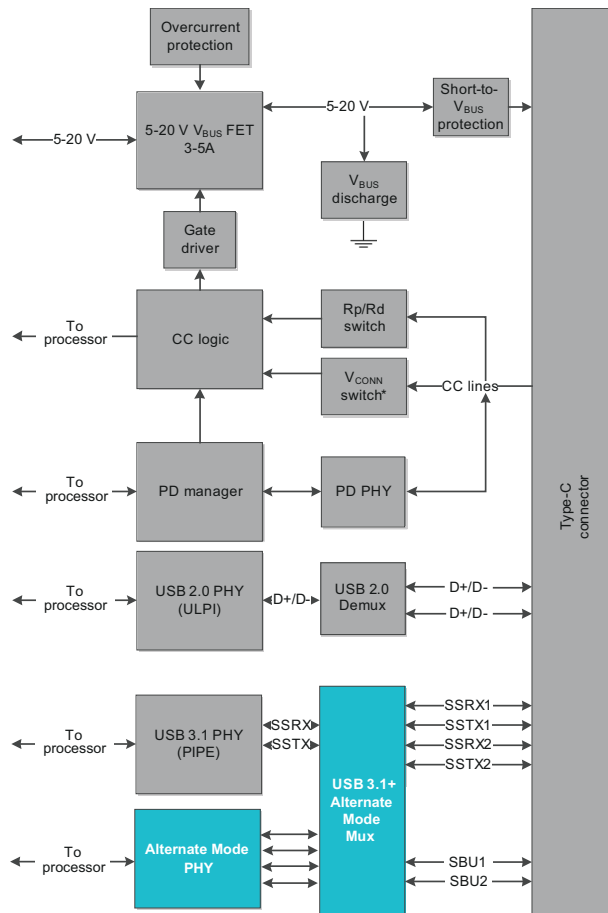 Overcurrent
protection
5-20 V
5-20 V VBUS FET
3-5A
5-20 V
Short-to-
VBUS
protection
VBUS
discharge
Gate
driver
To
processor
CC logic
Rp/Rd
switch
VCONN
switch*
CC lines
To
processor
PD manager
PD PHY
Type-C
connector
To
processor
USB 2.0 PHY
(ULPI)
D+/D-
USB 2.0
Demux
D+/D-
D+/D-
To
processor
USB 3.1 PHY
(PIPE)
SSRX
SSTX
USB 3.1+
Alternate
Mode
Mux
SSRX1
SSTX1
SSRX2
SSTX2
To
processor
Alternate Mode
PHY
SBU1
SBU2